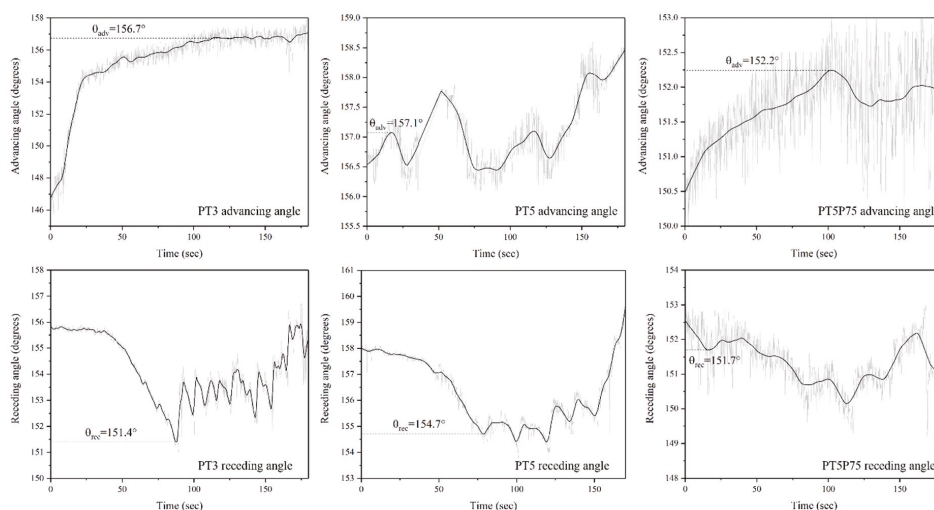 158
156
154
152
150
148
146
0
50
100
150
Advancing angle (degrees)
Time (sec)
θadv=156.7°
PT3 advancing angle
159.0
158.5
158.0
157.5
157.0
156.5
156.0
155.5
0
50
100
150
Advancing angle (degrees)
Time (sec)
θadv=157.1°
PT5 advancing angle
153.0
152.5
152.0
151.5
151.0
150.5
150.0
0
50
100
150
Advancing angle (degrees)
Time (sec)
θadv=152.2°
PT5P75 advancing angle
158
157
156
155
154
153
152
151
150
0
50
100
150
Receding angle (degrees)
Time (sec)
θrec=151.4°
PT3 receding angle
161
160
159
158
157
156
155
154
153
0
50
100
150
Receding angle (degrees)
Time (sec)
θrec=154.7°
PT5 receding angle
154
153
152
151
150
149
148
0
50
100
150
Receding angle (degrees)
Time (sec)
θrec=151.7°
PT5P75 receding angle